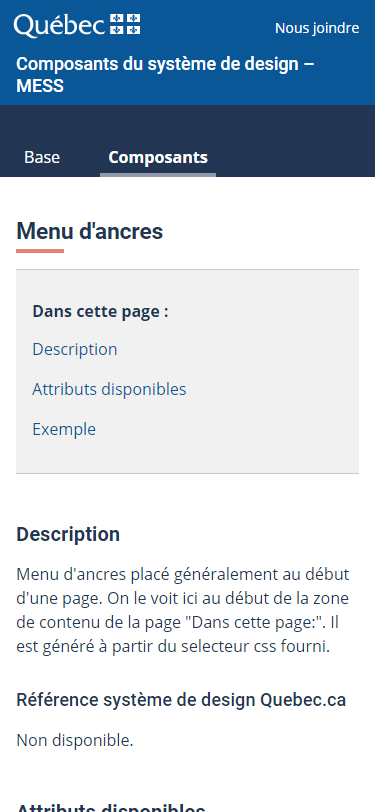 Québec
Nous joindre
Composants du système de design –
MESS
Base
Composants
Menu d'ancres
Dans cette page :
Description
Attributs disponibles
Exemple
Description
Menu d'ancres placé généralement au début
d'une page. On le voit ici au début de la zone
de contenu de la page "Dans cette page:". Il
est généré à partir du selecteur css fourni.
Référence système de design Quebec.ca
Non disponible.
Attributs disponibles